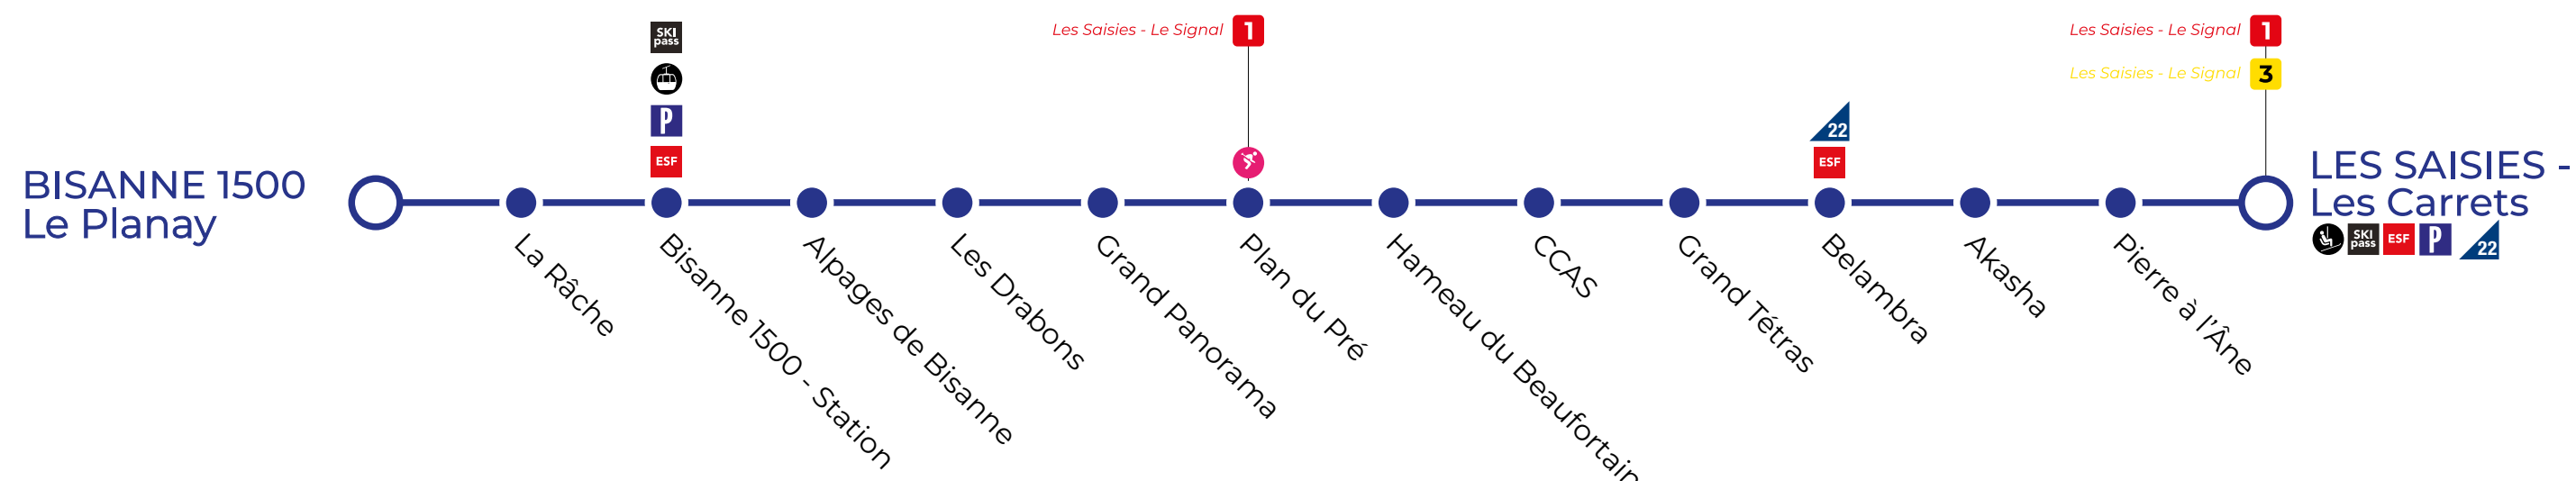 SKI
pass
P
ESF
Les Saisies - Le Signal 1
Les Saisies - Le Signal 1
Les Saisies - Le Signal 3
22
ESF
BISANNE 1500
Le Planay
LES SAISIES -
Les Carrets
SKI
pass
ESF
P
22
La Râche
Bisanne 1500 - Station
Alpages de Bisanne
Les Drabons
Grand Panorama
Plan du Pré
Hameau du Beaufortain
CCAS
Grand Tétras
Belambra
Akasha
Pierre à l'Âne